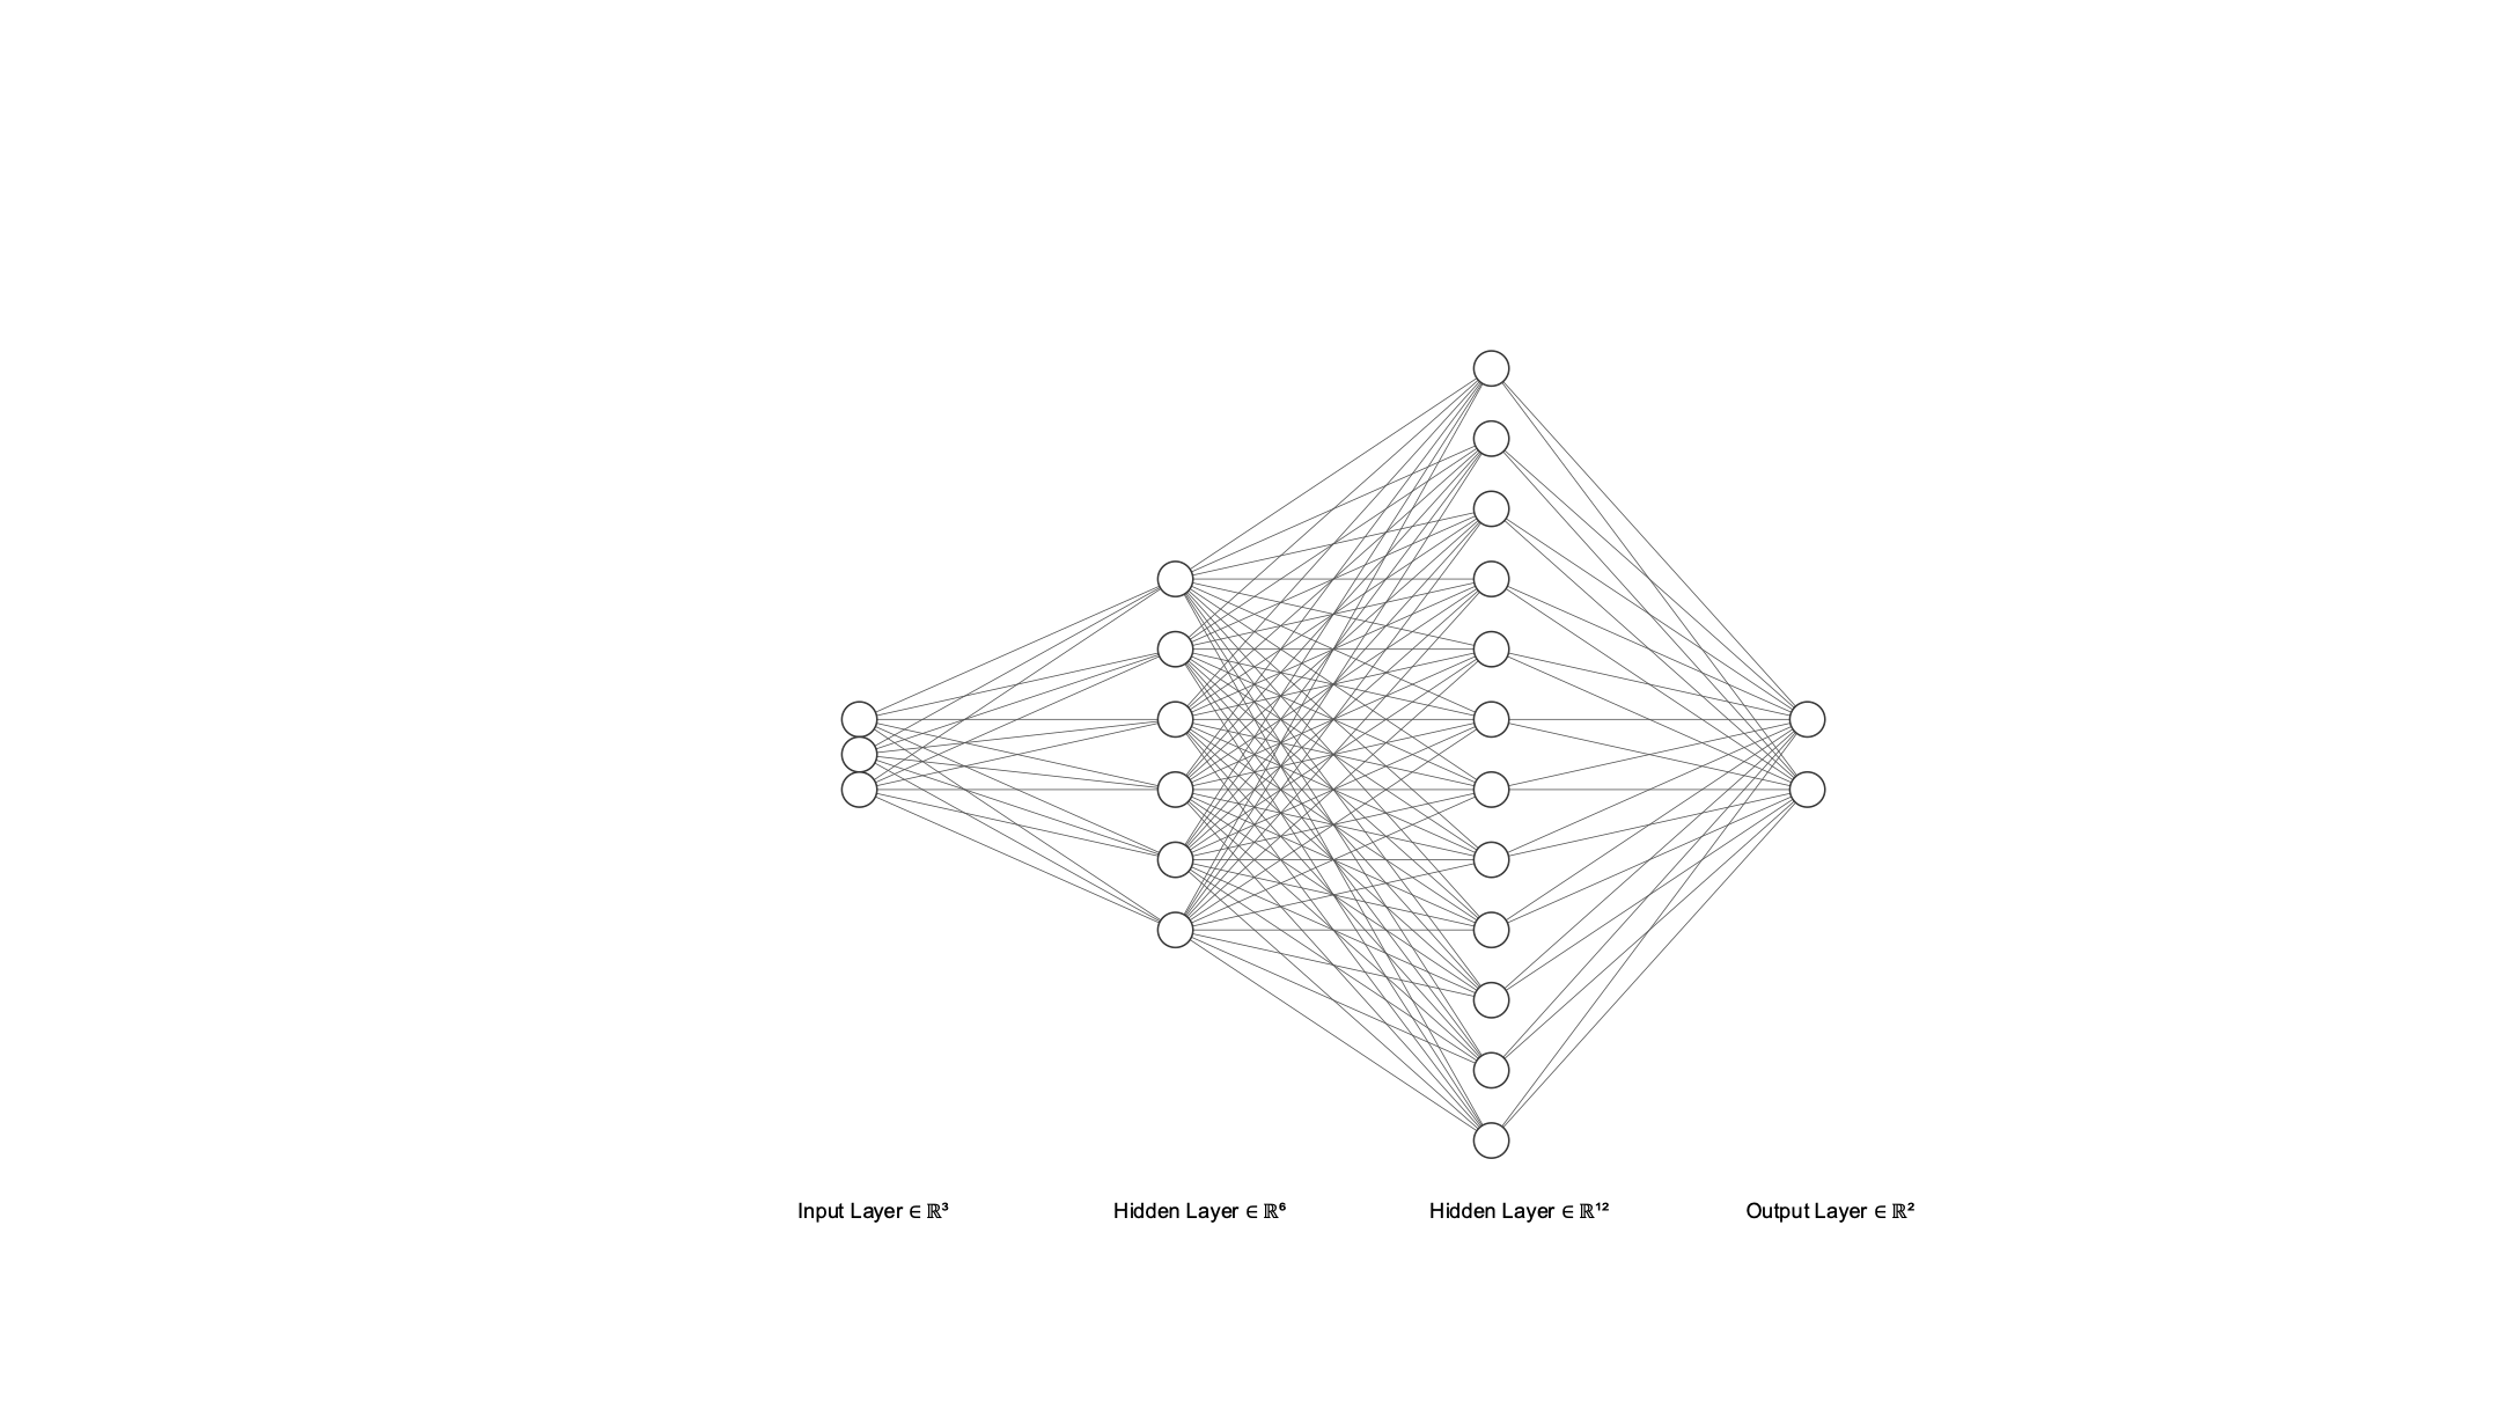 Input Layer ∈ ℝ³
Hidden Layer ∈ ℝ⁶
Hidden Layer ∈ ℝ¹²
Output Layer ∈ ℝ²